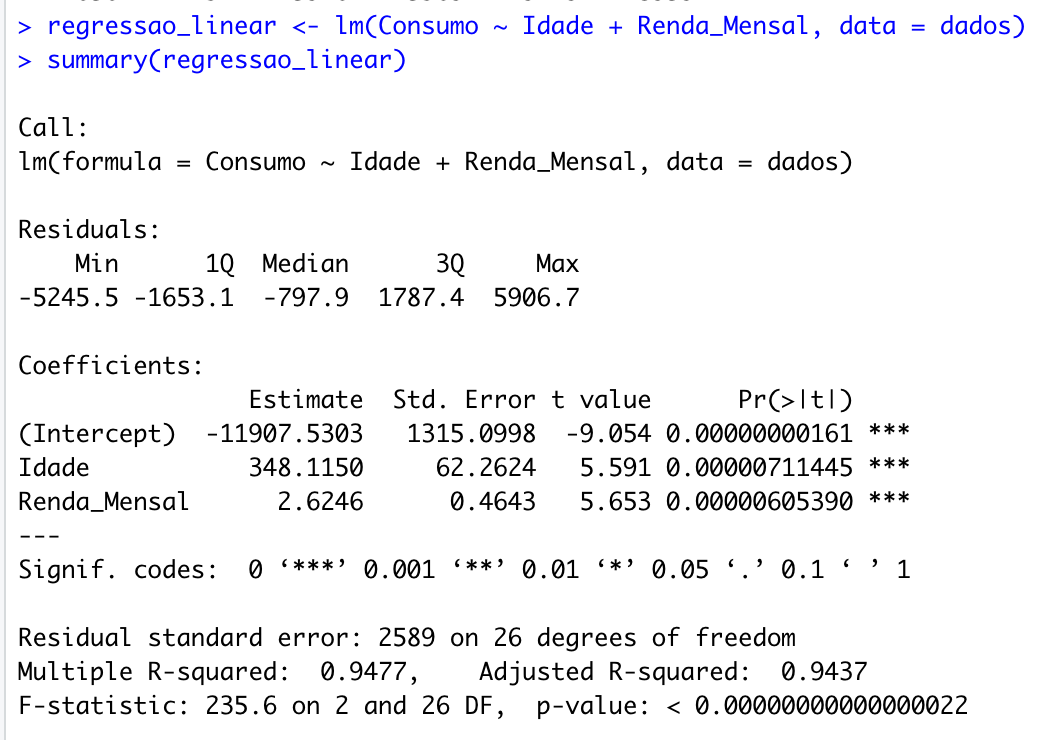 > regressao_linear <- lm(Consumo ~ Idade + Renda_Mensal, data = dados)
> summary(regressao_linear)
Call:
lm(formula = Consumo ~ Idade + Renda_Mensal, data = dados)
Residuals:
    Min      1Q  Median      3Q     Max
-5245.5 -1653.1  -797.9  1787.4  5906.7
Coefficients:
                Estimate  Std. Error t value      Pr(>|t|)
(Intercept)  -11907.5303   1315.0998  -9.054 0.00000000161 ***
Idade           348.1150     62.2624   5.591 0.00000711445 ***
Renda_Mensal      2.6246      0.4643   5.653 0.00000605390 ***
---
Signif. codes:  0 ‘***’ 0.001 ‘**’ 0.01 ‘*’ 0.05 ‘.’ 0.1 ‘ ’ 1
Residual standard error: 2589 on 26 degrees of freedom
Multiple R-squared:  0.9477,    Adjusted R-squared:  0.9437
F-statistic: 235.6 on 2 and 26 DF,  p-value: < 0.00000000000000022